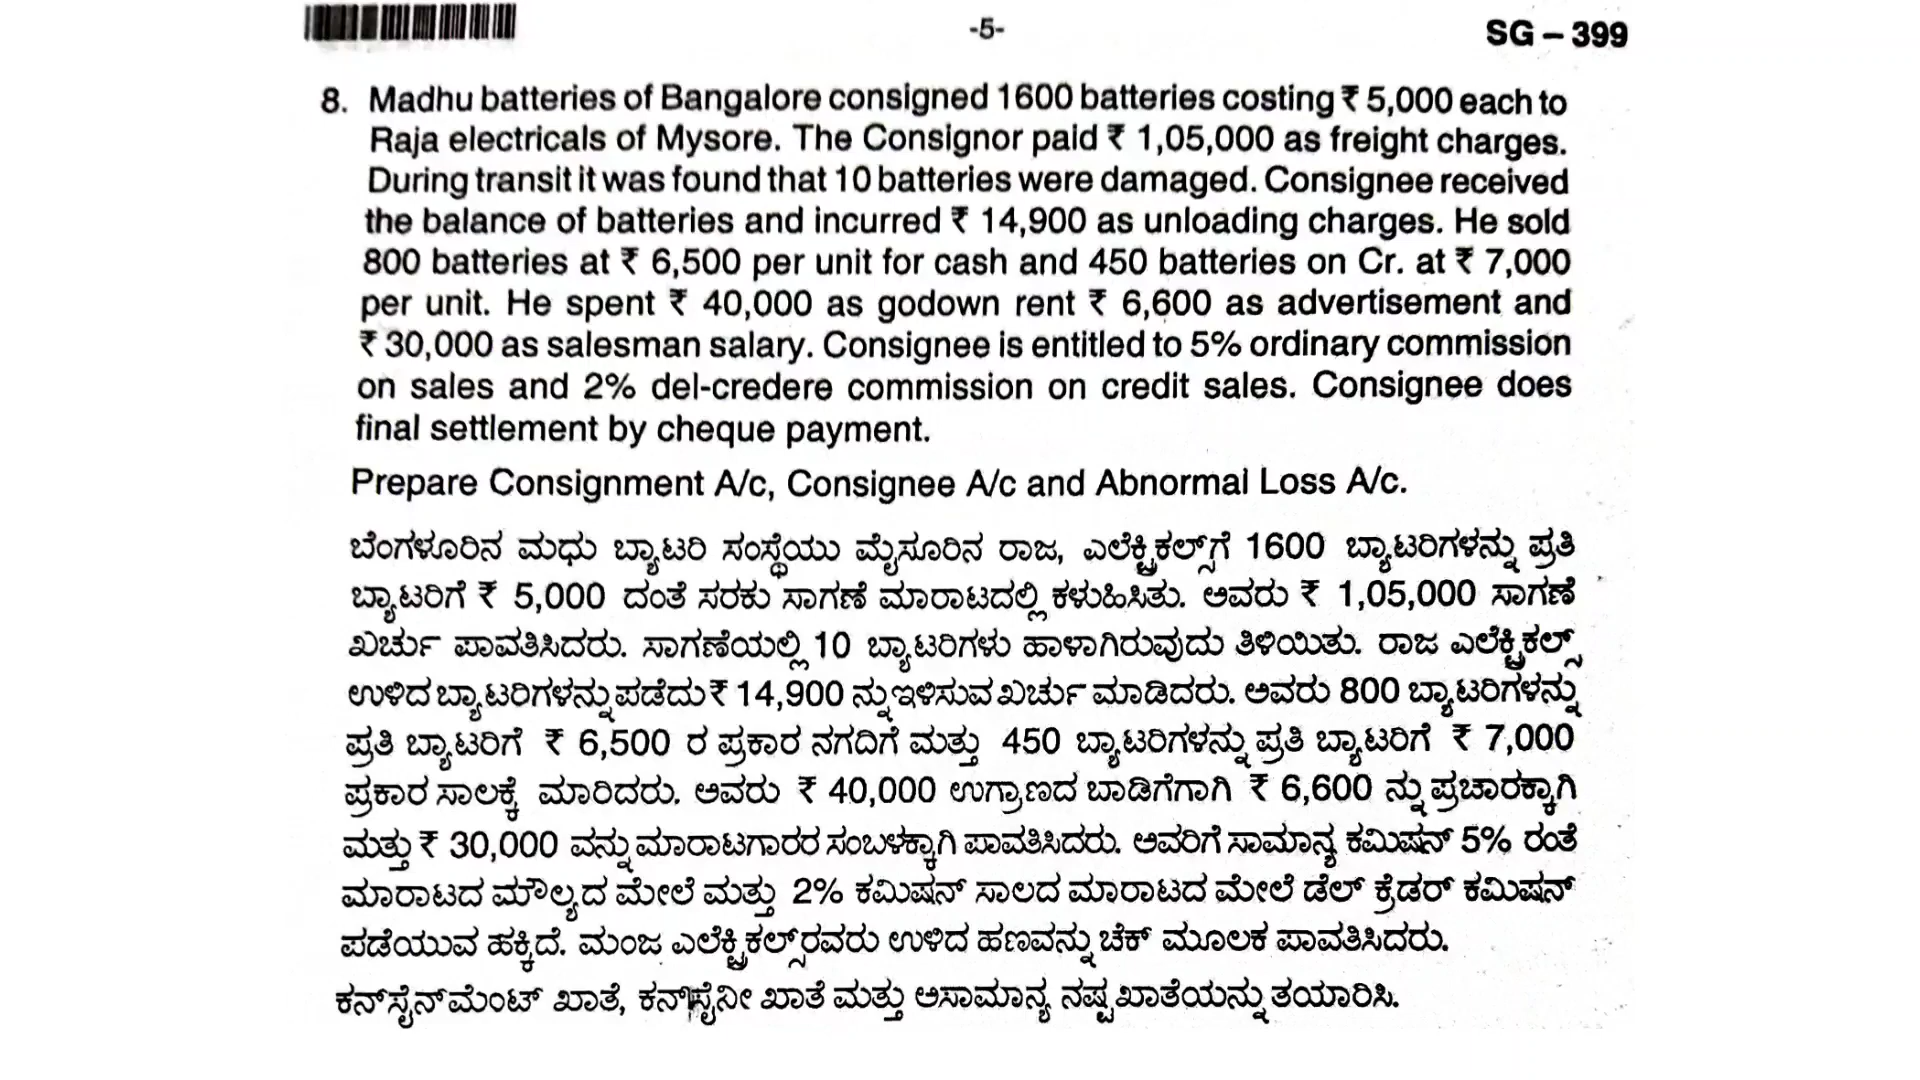 -5-
SG – 399
8. Madhu batteries of Bangalore consigned 1600 batteries costing ₹ 5,000 each to
Raja electricals of Mysore. The Consignor paid ₹ 1,05,000 as freight charges.
During transit it was found that 10 batteries were damaged. Consignee received
the balance of batteries and incurred ₹ 14,900 as unloading charges. He sold
800 batteries at ₹ 6,500 per unit for cash and 450 batteries on Cr. at ₹ 7,000
per unit. He spent ₹ 40,000 as godown rent ₹ 6,600 as advertisement and
₹ 30,000 as salesman salary. Consignee is entitled to 5% ordinary commission
on sales and 2% del-credere commission on credit sales. Consignee does
final settlement by cheque payment.
Prepare Consignment A/c, Consignee A/c and Abnormal Loss A/c.
ಬೆಂಗಳೂರಿನ ಮಧು ಬ್ಯಾಟರಿ ಸಂಸ್ಥೆಯು ಮೈಸೂರಿನ ರಾಜ, ಎಲೆಕ್ಟ್ರಿಕಲ್ಸ್‌ಗೆ 1600 ಬ್ಯಾಟರಿಗಳನ್ನು ಪ್ರತಿ
ಬ್ಯಾಟರಿಗೆ ₹ 5,000 ದಂತೆ ಸರಕು ಸಾಗಣೆ ಮಾರಾಟದಲ್ಲಿ ಕಳುಹಿಸಿತು. ಅವರು ₹ 1,05,000 ಸಾಗಣೆ
ಖರ್ಚು ಪಾವತಿಸಿದರು. ಸಾಗಣೆಯಲ್ಲಿ 10 ಬ್ಯಾಟರಿಗಳು ಹಾಳಾಗಿರುವುದು ತಿಳಿಯಿತು. ರಾಜ ಎಲೆಕ್ಟ್ರಿಕಲ್ಸ್
ಉಳಿದ ಬ್ಯಾಟರಿಗಳನ್ನು ಪಡೆದು ₹ 14,900 ನ್ನು ಇಳಿಸುವ ಖರ್ಚು ಮಾಡಿದರು. ಅವರು 800 ಬ್ಯಾಟರಿಗಳನ್ನು
ಪ್ರತಿ ಬ್ಯಾಟರಿಗೆ ₹ 6,500 ರ ಪ್ರಕಾರ ನಗದಿಗೆ ಮತ್ತು 450 ಬ್ಯಾಟರಿಗಳನ್ನು ಪ್ರತಿ ಬ್ಯಾಟರಿಗೆ ₹ 7,000
ಪ್ರಕಾರ ಸಾಲಕ್ಕೆ ಮಾರಿದರು. ಅವರು ₹ 40,000 ಉಗ್ರಾಣದ ಬಾಡಿಗೆಗಾಗಿ ₹ 6,600 ನ್ನು ಪ್ರಚಾರಕ್ಕಾಗಿ
ಮತ್ತು ₹ 30,000 ವನ್ನು ಮಾರಾಟಗಾರರ ಸಂಬಳಕ್ಕಾಗಿ ಪಾವತಿಸಿದರು. ಅವರಿಗೆ ಸಾಮಾನ್ಯ ಕಮಿಷನ್ 5% ರಂತೆ
ಮಾರಾಟದ ಮೌಲ್ಯದ ಮೇಲೆ ಮತ್ತು 2% ಕಮಿಷನ್ ಸಾಲದ ಮಾರಾಟದ ಮೇಲೆ ಡೆಲ್ ಕ್ರೆಡರ್ ಕಮಿಷನ್
ಪಡೆಯುವ ಹಕ್ಕಿದೆ. ಮಂಜ ಎಲೆಕ್ಟ್ರಿಕಲ್ಸ್‌ರವರು ಉಳಿದ ಹಣವನ್ನು ಚೆಕ್ ಮೂಲಕ ಪಾವತಿಸಿದರು.
ಕನ್‌ಸೈನ್‌ಮೆಂಟ್ ಖಾತೆ, ಕನ್‌ಸೈನೀ ಖಾತೆ ಮತ್ತು ಅಸಾಮಾನ್ಯ ನಷ್ಟ ಖಾತೆಯನ್ನು ತಯಾರಿಸಿ.